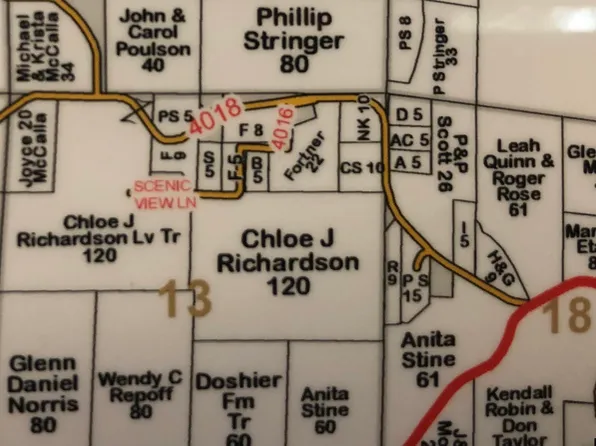 Michael
& Krista
McCalla
34
John &
Carol
Poulson
40
Phillip
Stringer
80
PS 8
P Stringer
33
Joyce 20
McCalla
PS 5
4018
F 8
4016
NK 10
D 5
AC 5
A 5
P&P
Scott 26
Leah
Quinn &
Roger
Rose
61
F
9
S
5
F 5
B
5
Fortner
22
CS 10
SCENIC
VIEW LN
Chloe J
Richardson Lv Tr
120
Chloe J
Richardson
120
I
5
H&G
9
R
9
P S
15
13
18
Glenn
Daniel
Norris
80
Wendy C
Repoff
80
Doshier
Fm
Tr
60
Anita
Stine
60
Anita
Stine
61
Kendall
Robin &
Don
Taylor